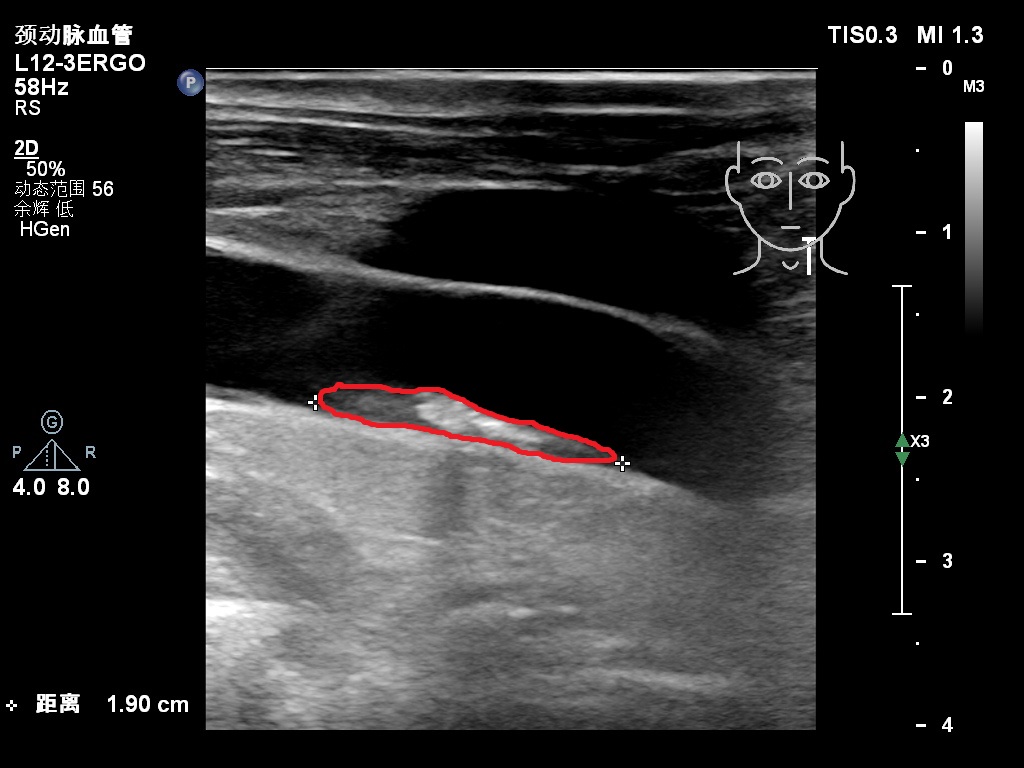 颈动脉血管
L12-3ERGO
58Hz
RS
2D
50%
动态范围 56
余辉 低
HGen
G
P R
4.0 8.0
距离 1.90 cm
P
TIS0.3 MI 1.3
0
M3
1
2
X3
3
4